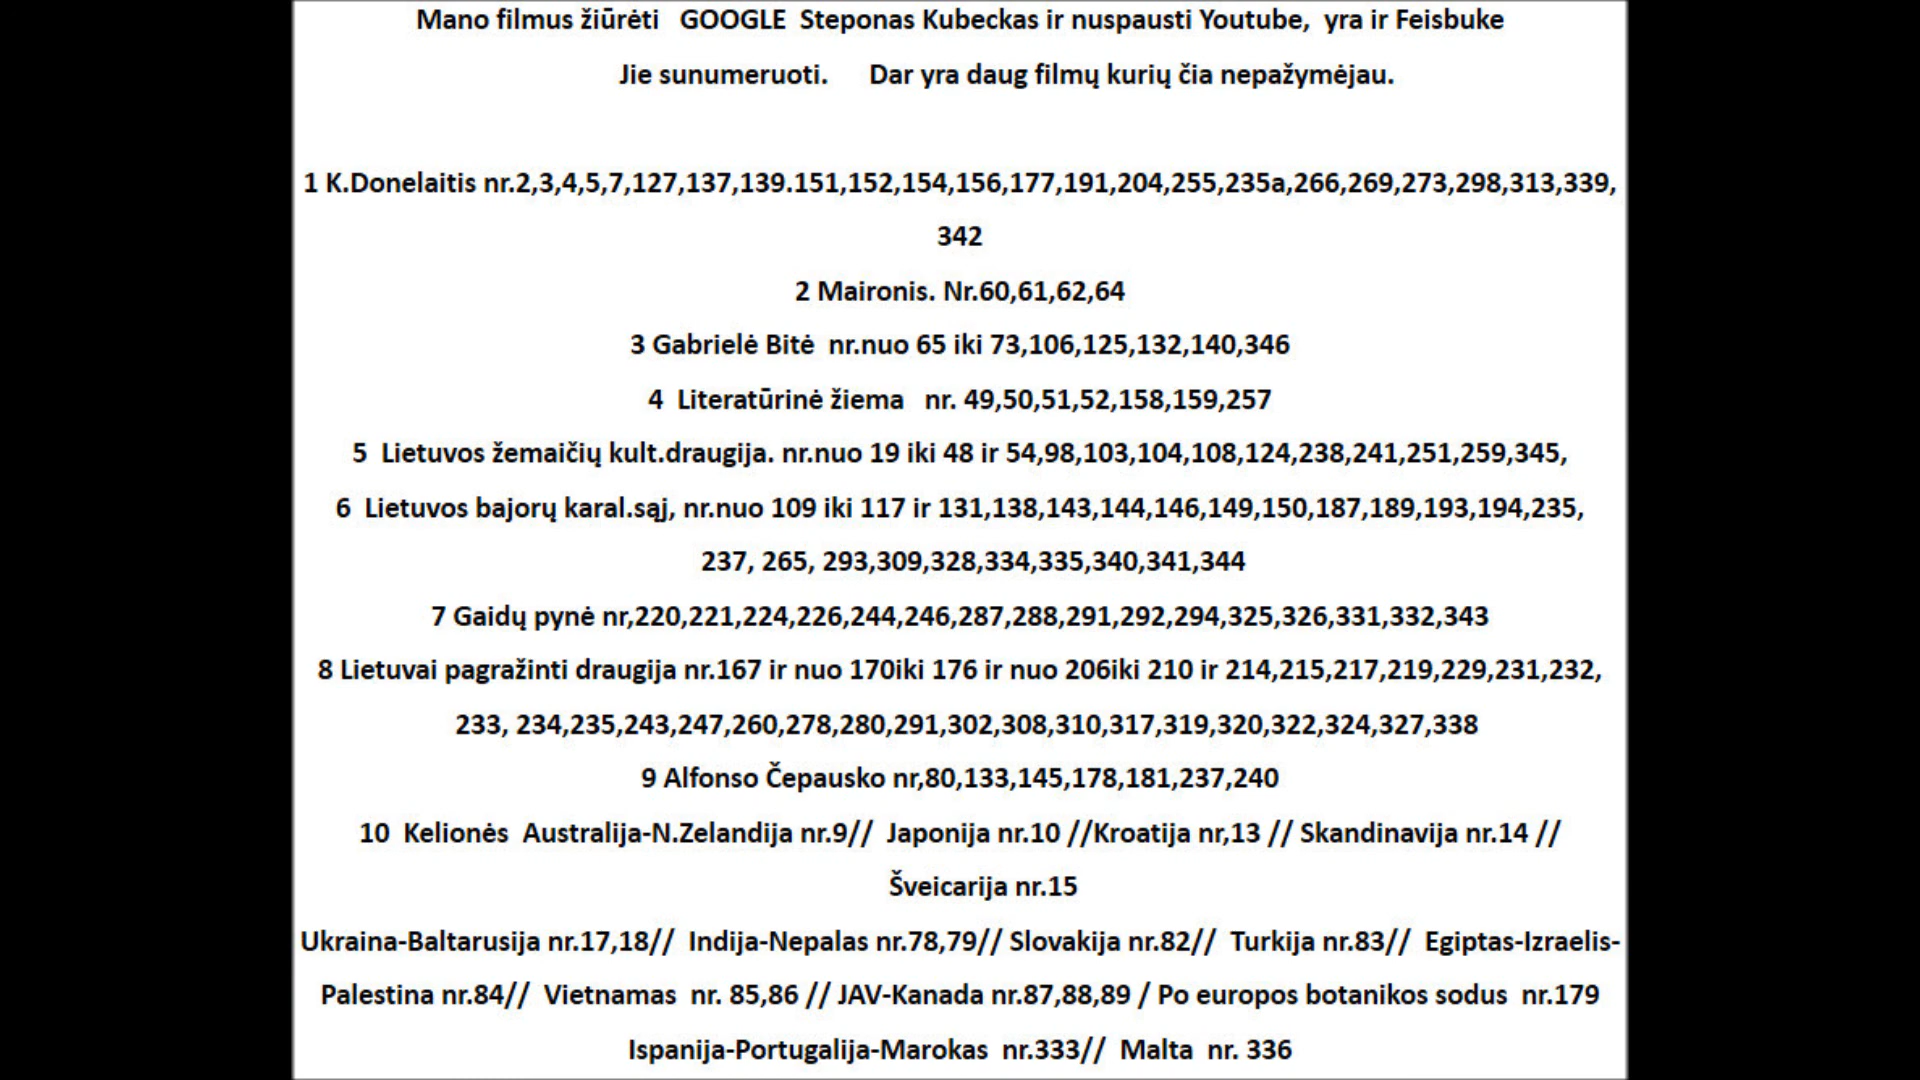 Mano filmus žiūrėti   GOOGLE  Steponas Kubeckas ir nuspausti Youtube,  yra ir Feisbuke
Jie sunumeruoti.      Dar yra daug filmų kurių čia nepažymėjau.
1 K.Donelaitis nr.2,3,4,5,7,127,137,139.151,152,154,156,177,191,204,255,235a,266,269,273,298,313,339,
342
2 Maironis. Nr.60,61,62,64
3 Gabrielė Bitė  nr.nuo 65 iki 73,106,125,132,140,346
4  Literatūrinė žiema   nr. 49,50,51,52,158,159,257
5  Lietuvos žemaičių kult.draugija. nr.nuo 19 iki 48 ir 54,98,103,104,108,124,238,241,251,259,345,
6  Lietuvos bajorų karal.sąj, nr.nuo 109 iki 117 ir 131,138,143,144,146,149,150,187,189,193,194,235,
237, 265, 293,309,328,334,335,340,341,344
7 Gaidų pynė nr,220,221,224,226,244,246,287,288,291,292,294,325,326,331,332,343
8 Lietuvai pagražinti draugija nr.167 ir nuo 170iki 176 ir nuo 206iki 210 ir 214,215,217,219,229,231,232,
233, 234,235,243,247,260,278,280,291,302,308,310,317,319,320,322,324,327,338
9 Alfonso Čepausko nr,80,133,145,178,181,237,240
10  Kelionės  Australija-N.Zelandija nr.9//  Japonija nr.10 //Kroatija nr,13 // Skandinavija nr.14 //
Šveicarija nr.15
Ukraina-Baltarusija nr.17,18//  Indija-Nepalas nr.78,79// Slovakija nr.82//  Turkija nr.83//  Egiptas-Izraelis-
Palestina nr.84//  Vietnamas  nr. 85,86 // JAV-Kanada nr.87,88,89 / Po europos botanikos sodus  nr.179
Ispanija-Portugalija-Marokas  nr.333//  Malta  nr. 336